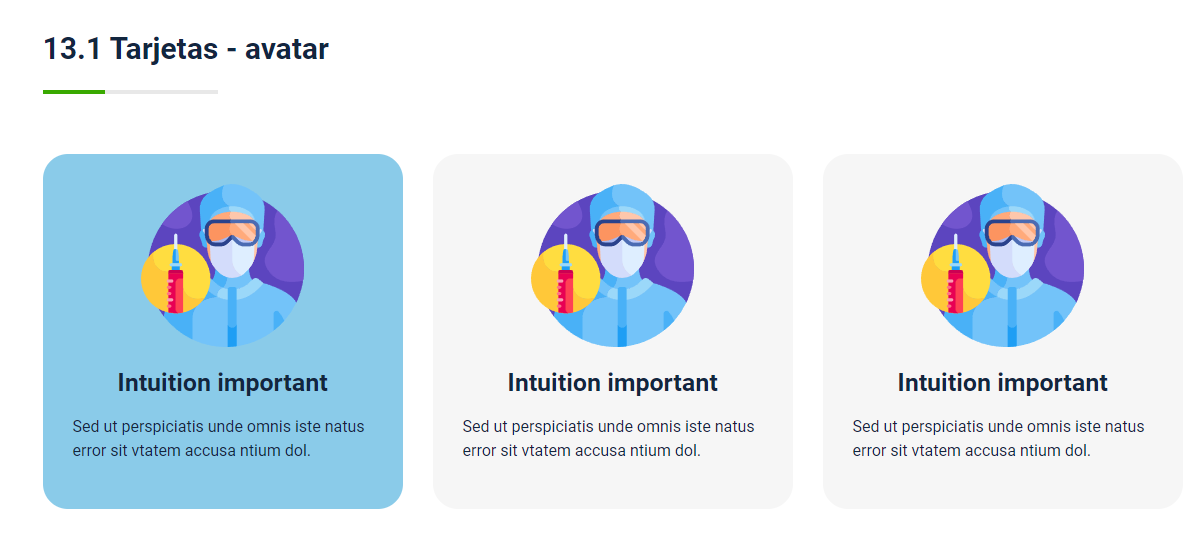 13.1 Tarjetas - avatar
Intuition important
Sed ut perspiciatis unde omnis iste natus
error sit vtatem accusa ntium dol.
Intuition important
Sed ut perspiciatis unde omnis iste natus
error sit vtatem accusa ntium dol.
Intuition important
Sed ut perspiciatis unde omnis iste natus
error sit vtatem accusa ntium dol.